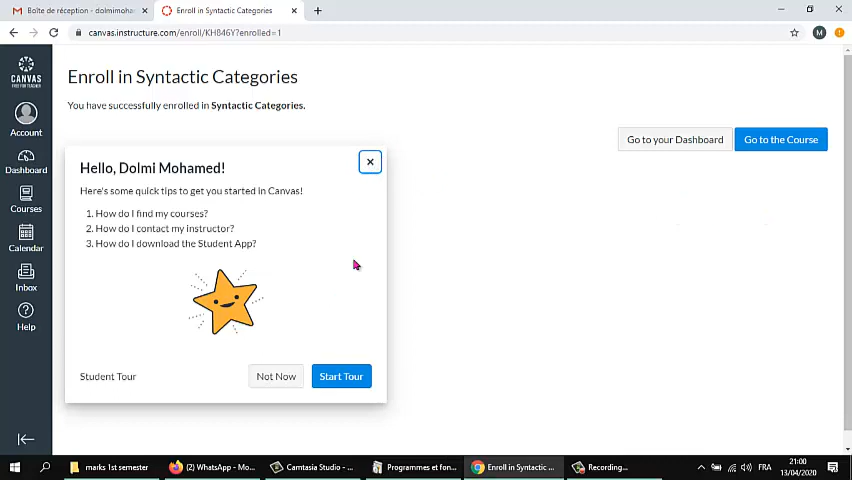 Boîte de réception - dolmimoha
Enroll in Syntactic Categories
canvas.instructure.com/enroll/KH846Y?enrolled=1
M
CANVAS
FREE FOR TEACHER
Account
Dashboard
Courses
Calendar
Inbox
Help
Enroll in Syntactic Categories
You have successfully enrolled in Syntactic Categories.
Go to your Dashboard
Go to the Course
Hello, Dolmi Mohamed!
Here's some quick tips to get you started in Canvas!
1. How do I find my courses?
2. How do I contact my instructor?
3. How do I download the Student App?
Student Tour
Not Now
Start Tour
marks 1st semester
(2) WhatsApp - Mo...
Camtasia Studio - ...
Programmes et fon...
Enroll in Syntactic ...
Recording...
FRA
21:00
13/04/2020